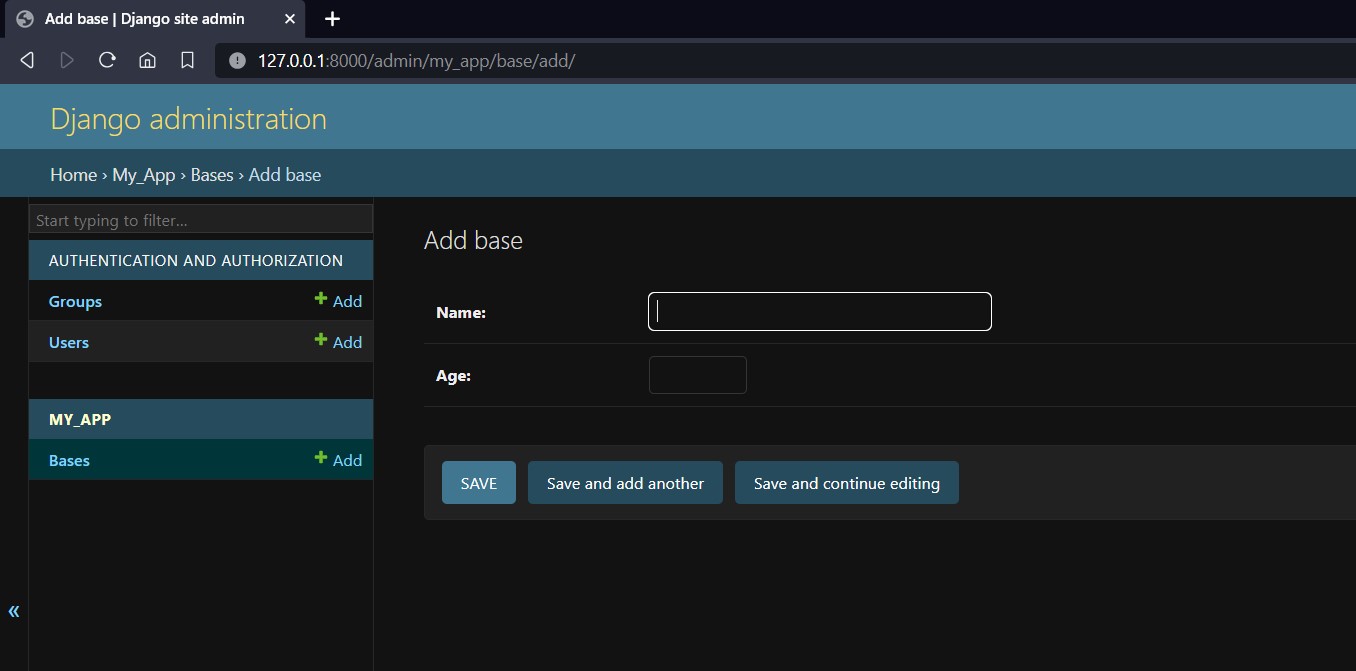 Add base | Django site admin
127.0.0.1:8000/admin/my_app/base/add/
Django administration
Home › My_App › Bases › Add base
Start typing to filter...
AUTHENTICATION AND AUTHORIZATION
Groups Add
Users Add
MY_APP
Bases Add
«
Add base
Name:
Age:
SAVE Save and add another Save and continue editing